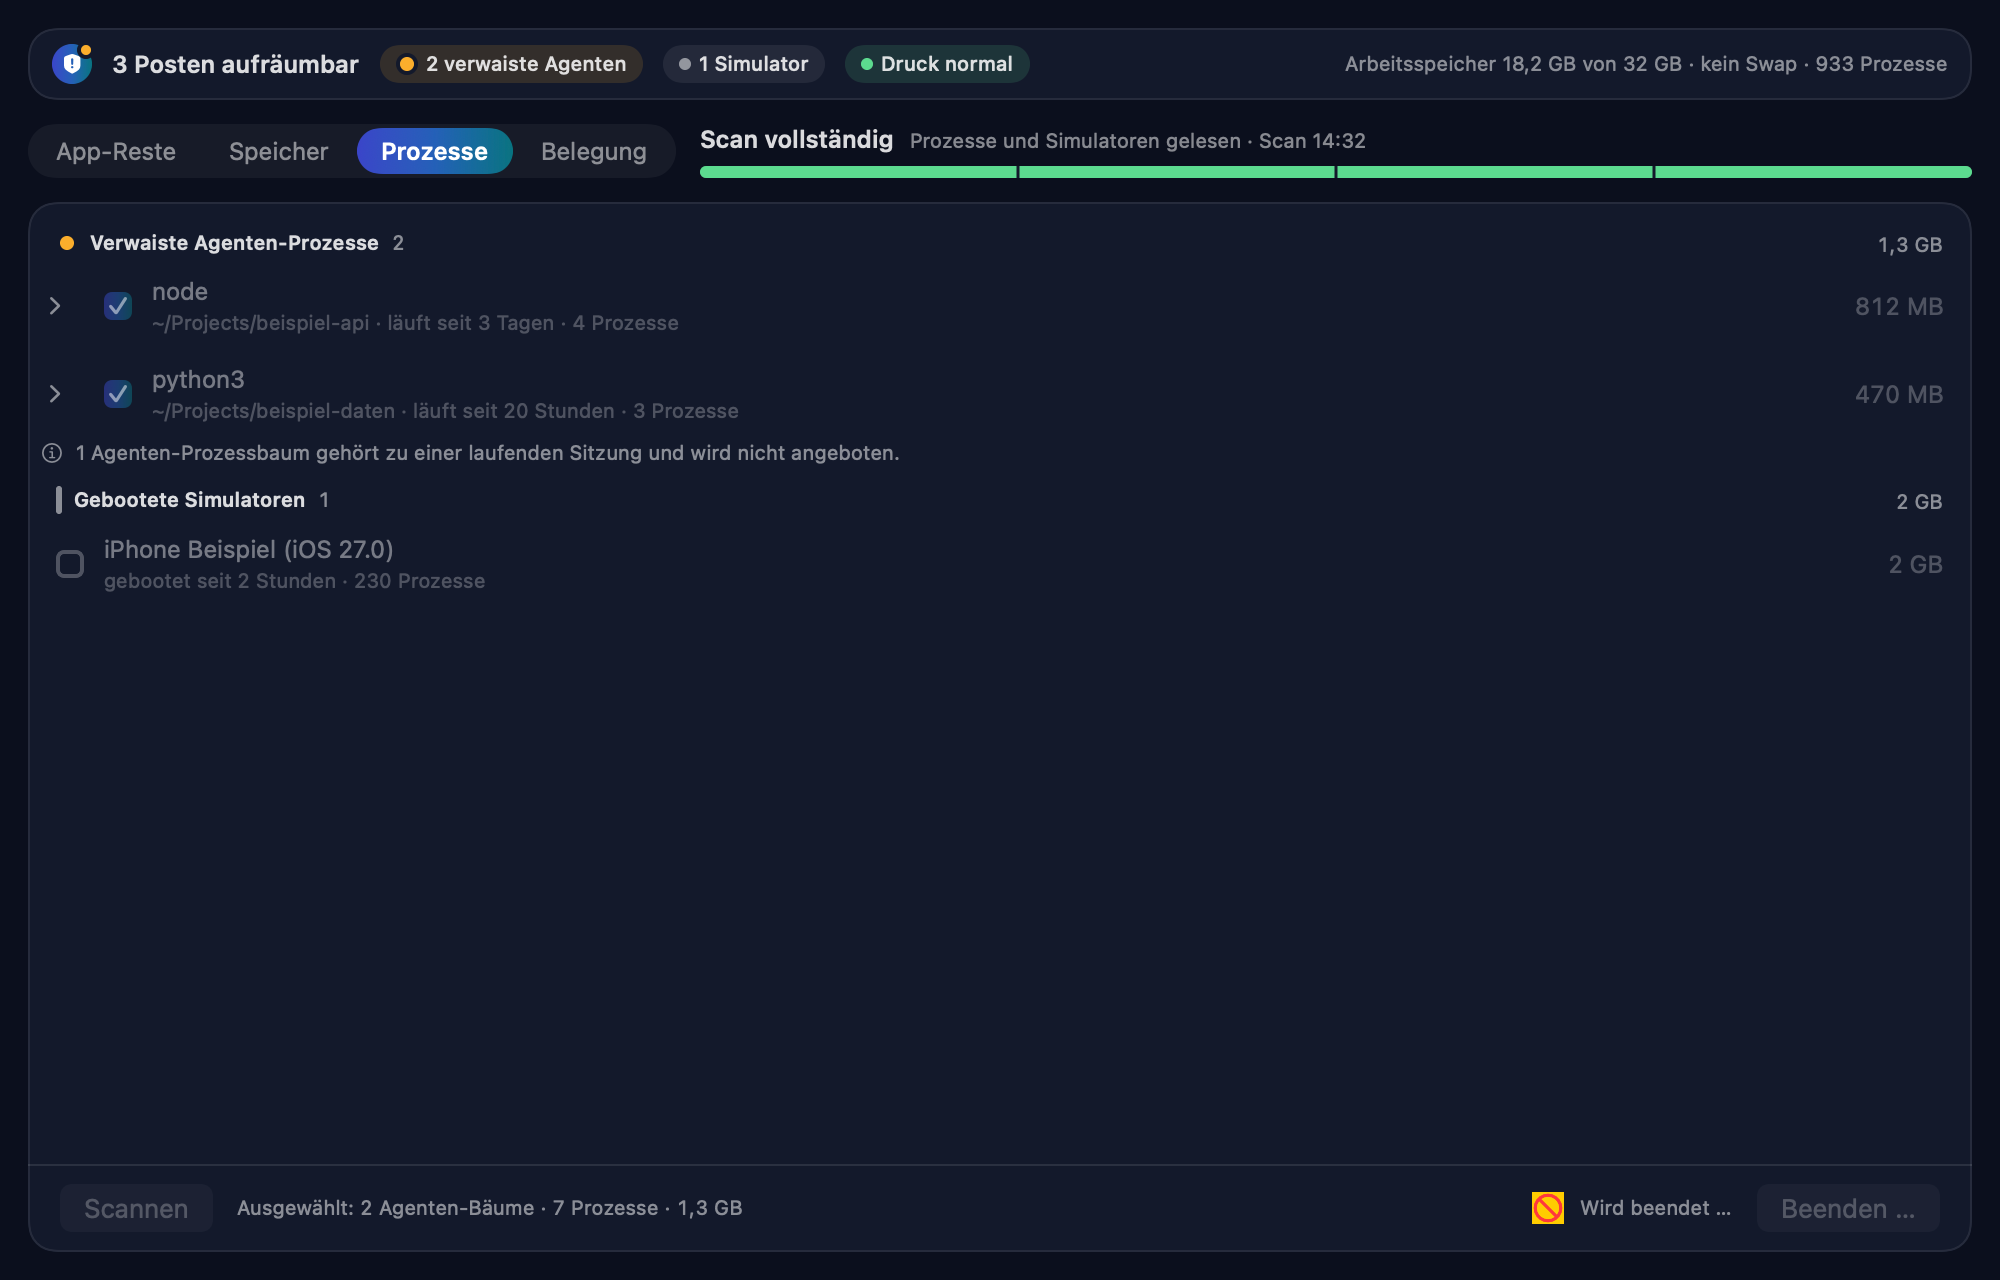 3 Posten aufräumbar
2 verwaiste Agenten
1 Simulator
Druck normal
Arbeitsspeicher 18,2 GB von 32 GB · kein Swap · 933 Prozesse
App-Reste
Speicher
Prozesse
Belegung
Scan vollständig
Prozesse und Simulatoren gelesen · Scan 14:32
Verwaiste Agenten-Prozesse 2
1,3 GB
node
~/Projects/beispiel-api · läuft seit 3 Tagen · 4 Prozesse
812 MB
python3
~/Projects/beispiel-daten · läuft seit 20 Stunden · 3 Prozesse
470 MB
1 Agenten-Prozessbaum gehört zu einer laufenden Sitzung und wird nicht angeboten.
Gebootete Simulatoren 1
2 GB
iPhone Beispiel (iOS 27.0)
gebootet seit 2 Stunden · 230 Prozesse
2 GB
Scannen
Ausgewählt: 2 Agenten-Bäume · 7 Prozesse · 1,3 GB
Wird beendet ...
Beenden ...